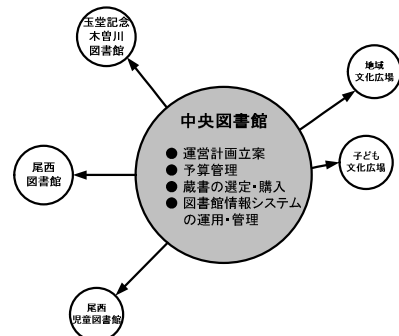 玉堂記念
木曽川
図書館
地域
文化広場
中央図書館
● 運営計画立案
● 予算管理
● 蔵書の選定・購入
● 図書館情報システム
の運用・管理
子ども
文化広場
尾西
図書館
尾西
児童図書館